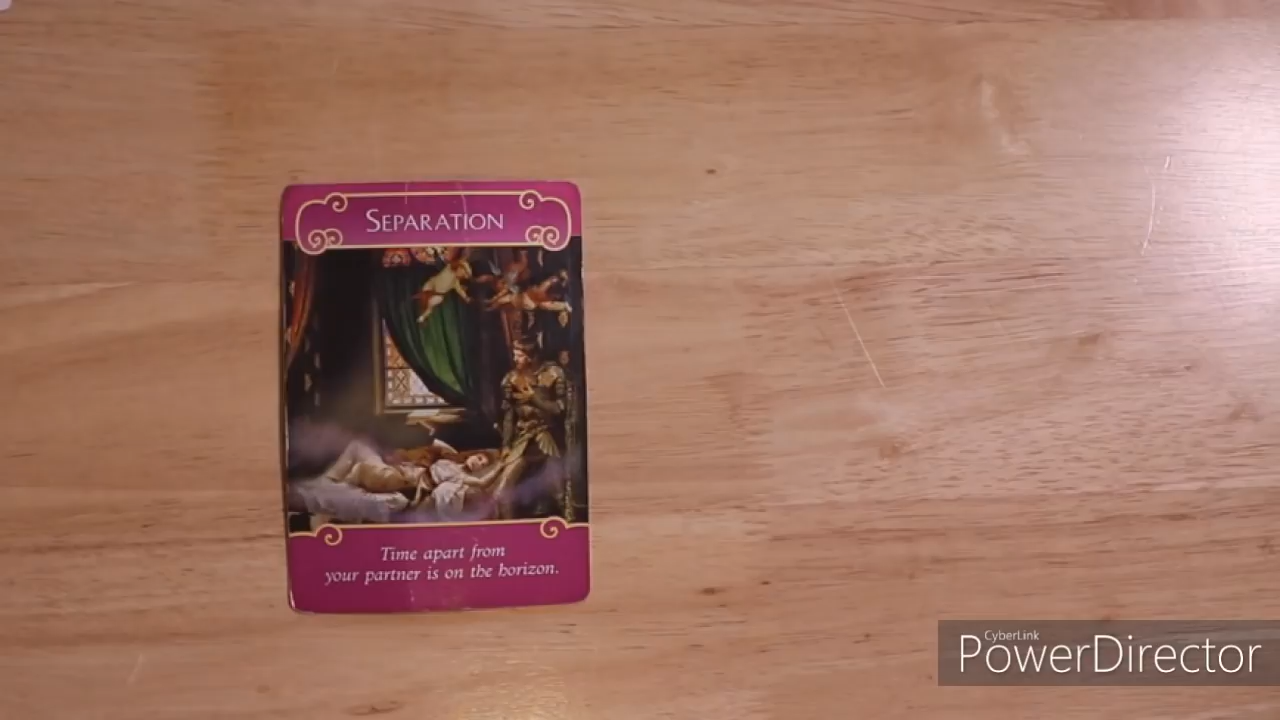 SEPARATION
Time apart from
your partner is on the horizon.
CyberLink
PowerDirector